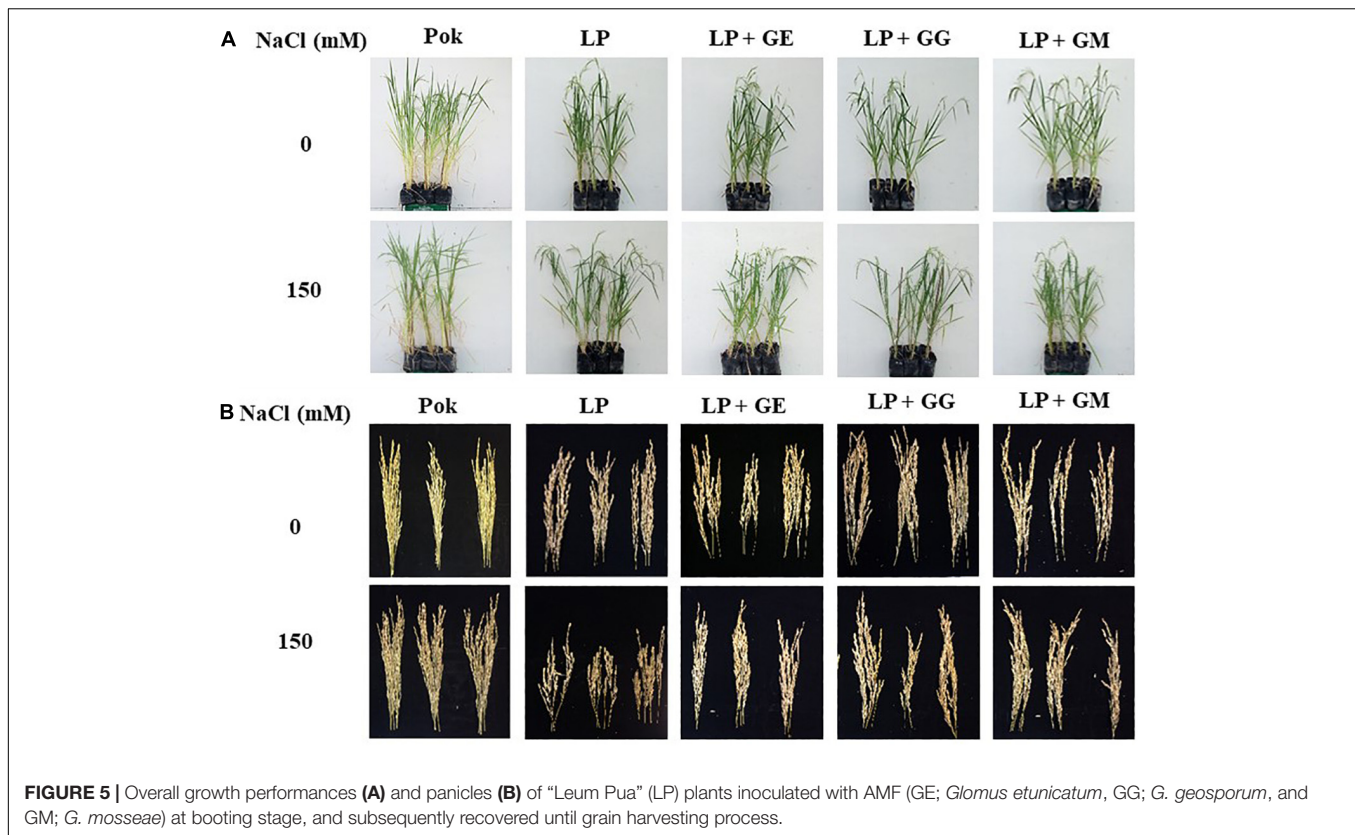 A NaCl (mM) Pok LP LP + GE LP + GG LP + GM
0
150
B NaCl (mM) Pok LP LP + GE LP + GG LP + GM
0
150
FIGURE 5 | Overall growth performances (A) and panicles (B) of “Leum Pua” (LP) plants inoculated with AMF (GE; Glomus etunicatum, GG; G. geosporum, and
GM; G. mosseae) at booting stage, and subsequently recovered until grain harvesting process.